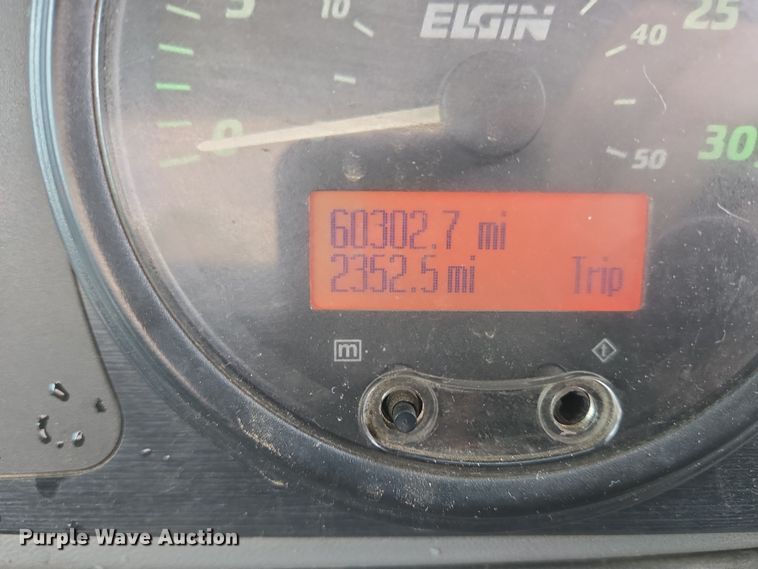 5 10 ELGIN 40 25
0 50 30
60302.7 mi
2352.5 mi Trip
m t
Purple Wave Auction